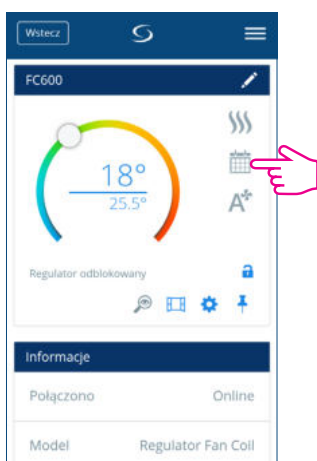 Wstecz
FC600
18°
25.5°
A
Regulator odblokowany
Informacje
Połączono Online
Model Regulator Fan Coil